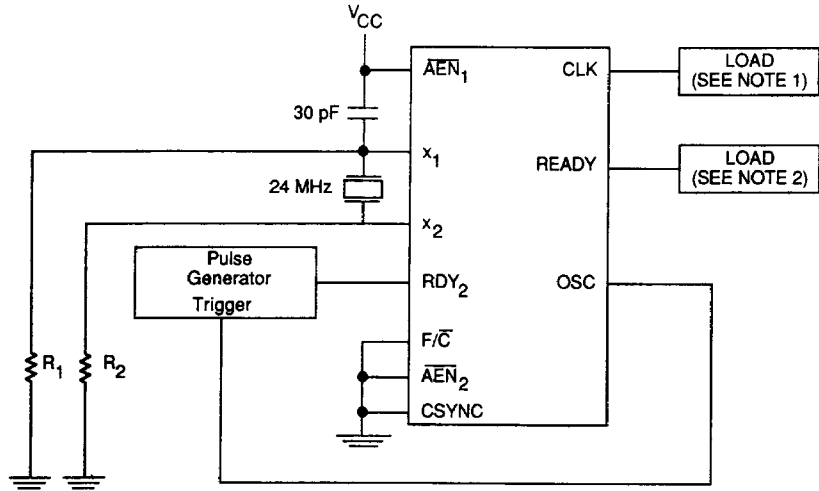 VCC
AEN1
CLK
LOAD
(SEE NOTE 1)
30 pF
X1
READY
LOAD
(SEE NOTE 2)
24 MHz
X2
Pulse
Generator
Trigger
RDY2
OSC
F/C
R1
R2
AEN2
CSYNC